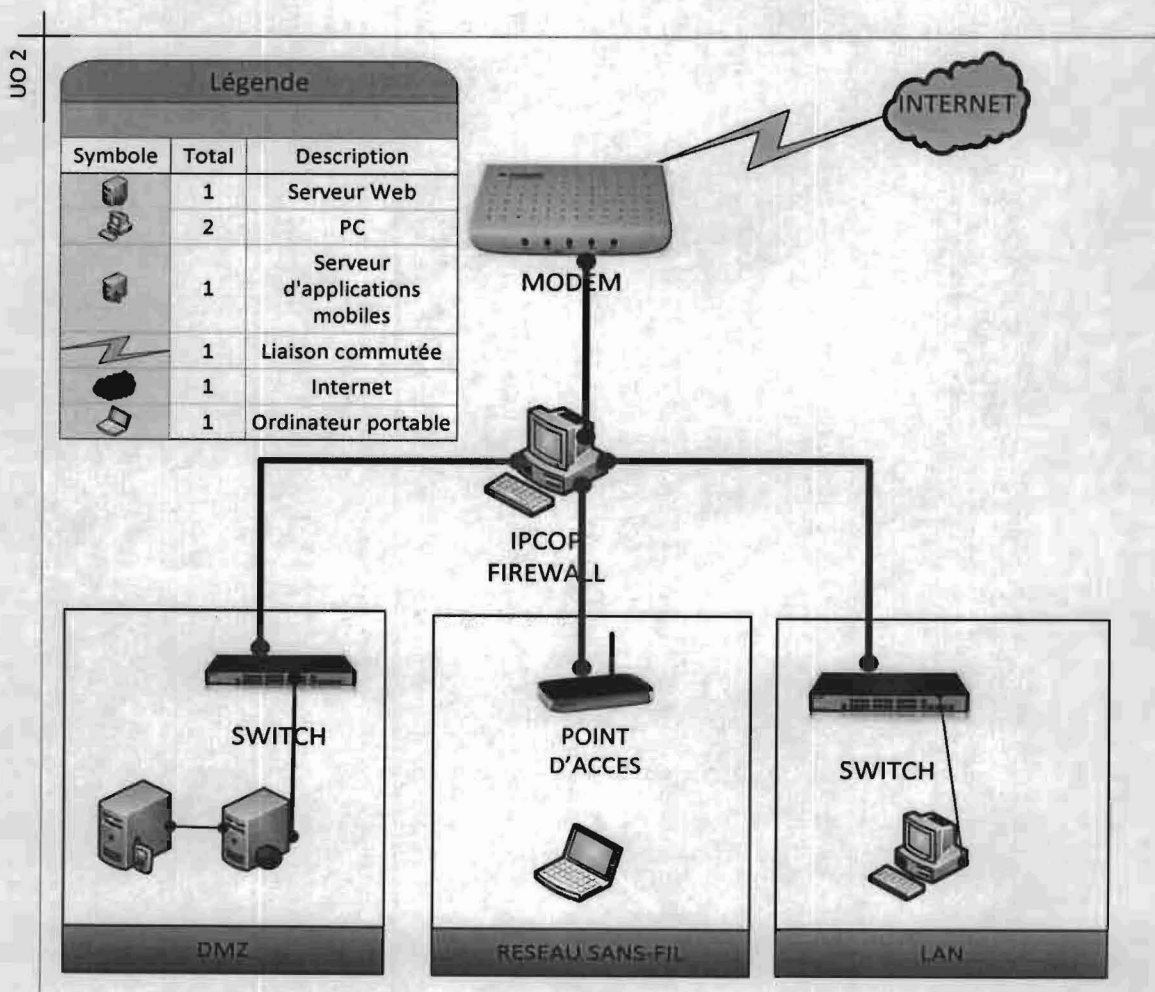 UO 2
Légende
Symbole Total Description
1 Serveur Web
2 PC
1 Serveur
d'applications
mobiles
1 Liaison commutée
1 Internet
1 Ordinateur portable
INTERNET
MODEM
IPCOP
FIREWALL
SWITCH
POINT
D'ACCES
SWITCH
DMZ
RESEAU SANS-FIL
LAN